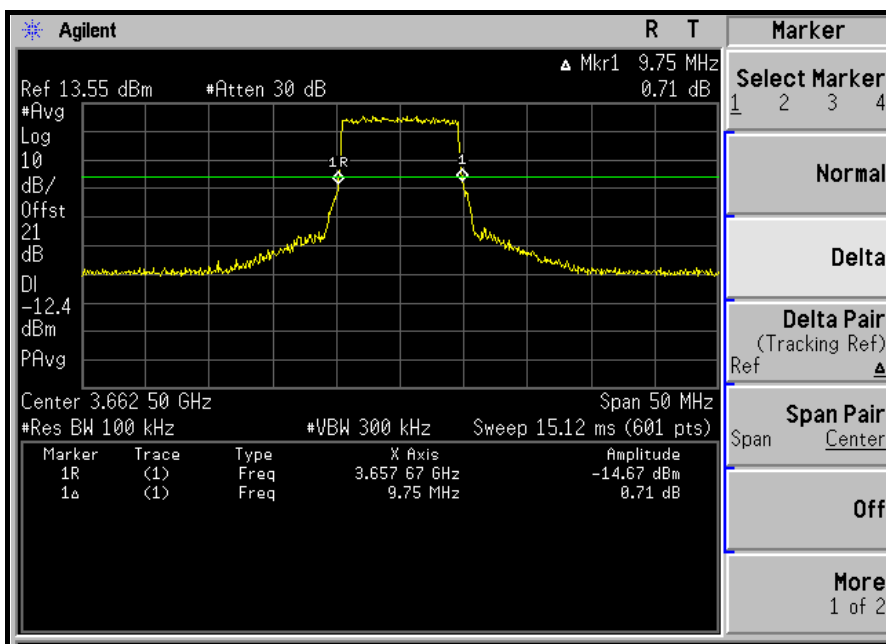 Agilent R T
Δ Mkr1 9.75 MHz
Ref 13.55 dBm #Atten 30 dB 0.71 dB
#Avg
Log
10
dB/
Offst
21
dB
DI
-12.4
dBm
PAvg
1R
1
Center 3.662 50 GHz Span 50 MHz
#Res BW 100 kHz #VBW 300 kHz Sweep 15.12 ms (601 pts)
Marker Trace Type X Axis Amplitude
1R (1) Freq 3.657 67 GHz -14.67 dBm
1Δ (1) Freq 9.75 MHz 0.71 dB
Marker
Select Marker
1 2 3 4
Normal
Delta
Delta Pair
(Tracking Ref)
Ref Δ
Span Pair
Span Center
Off
More
1 of 2